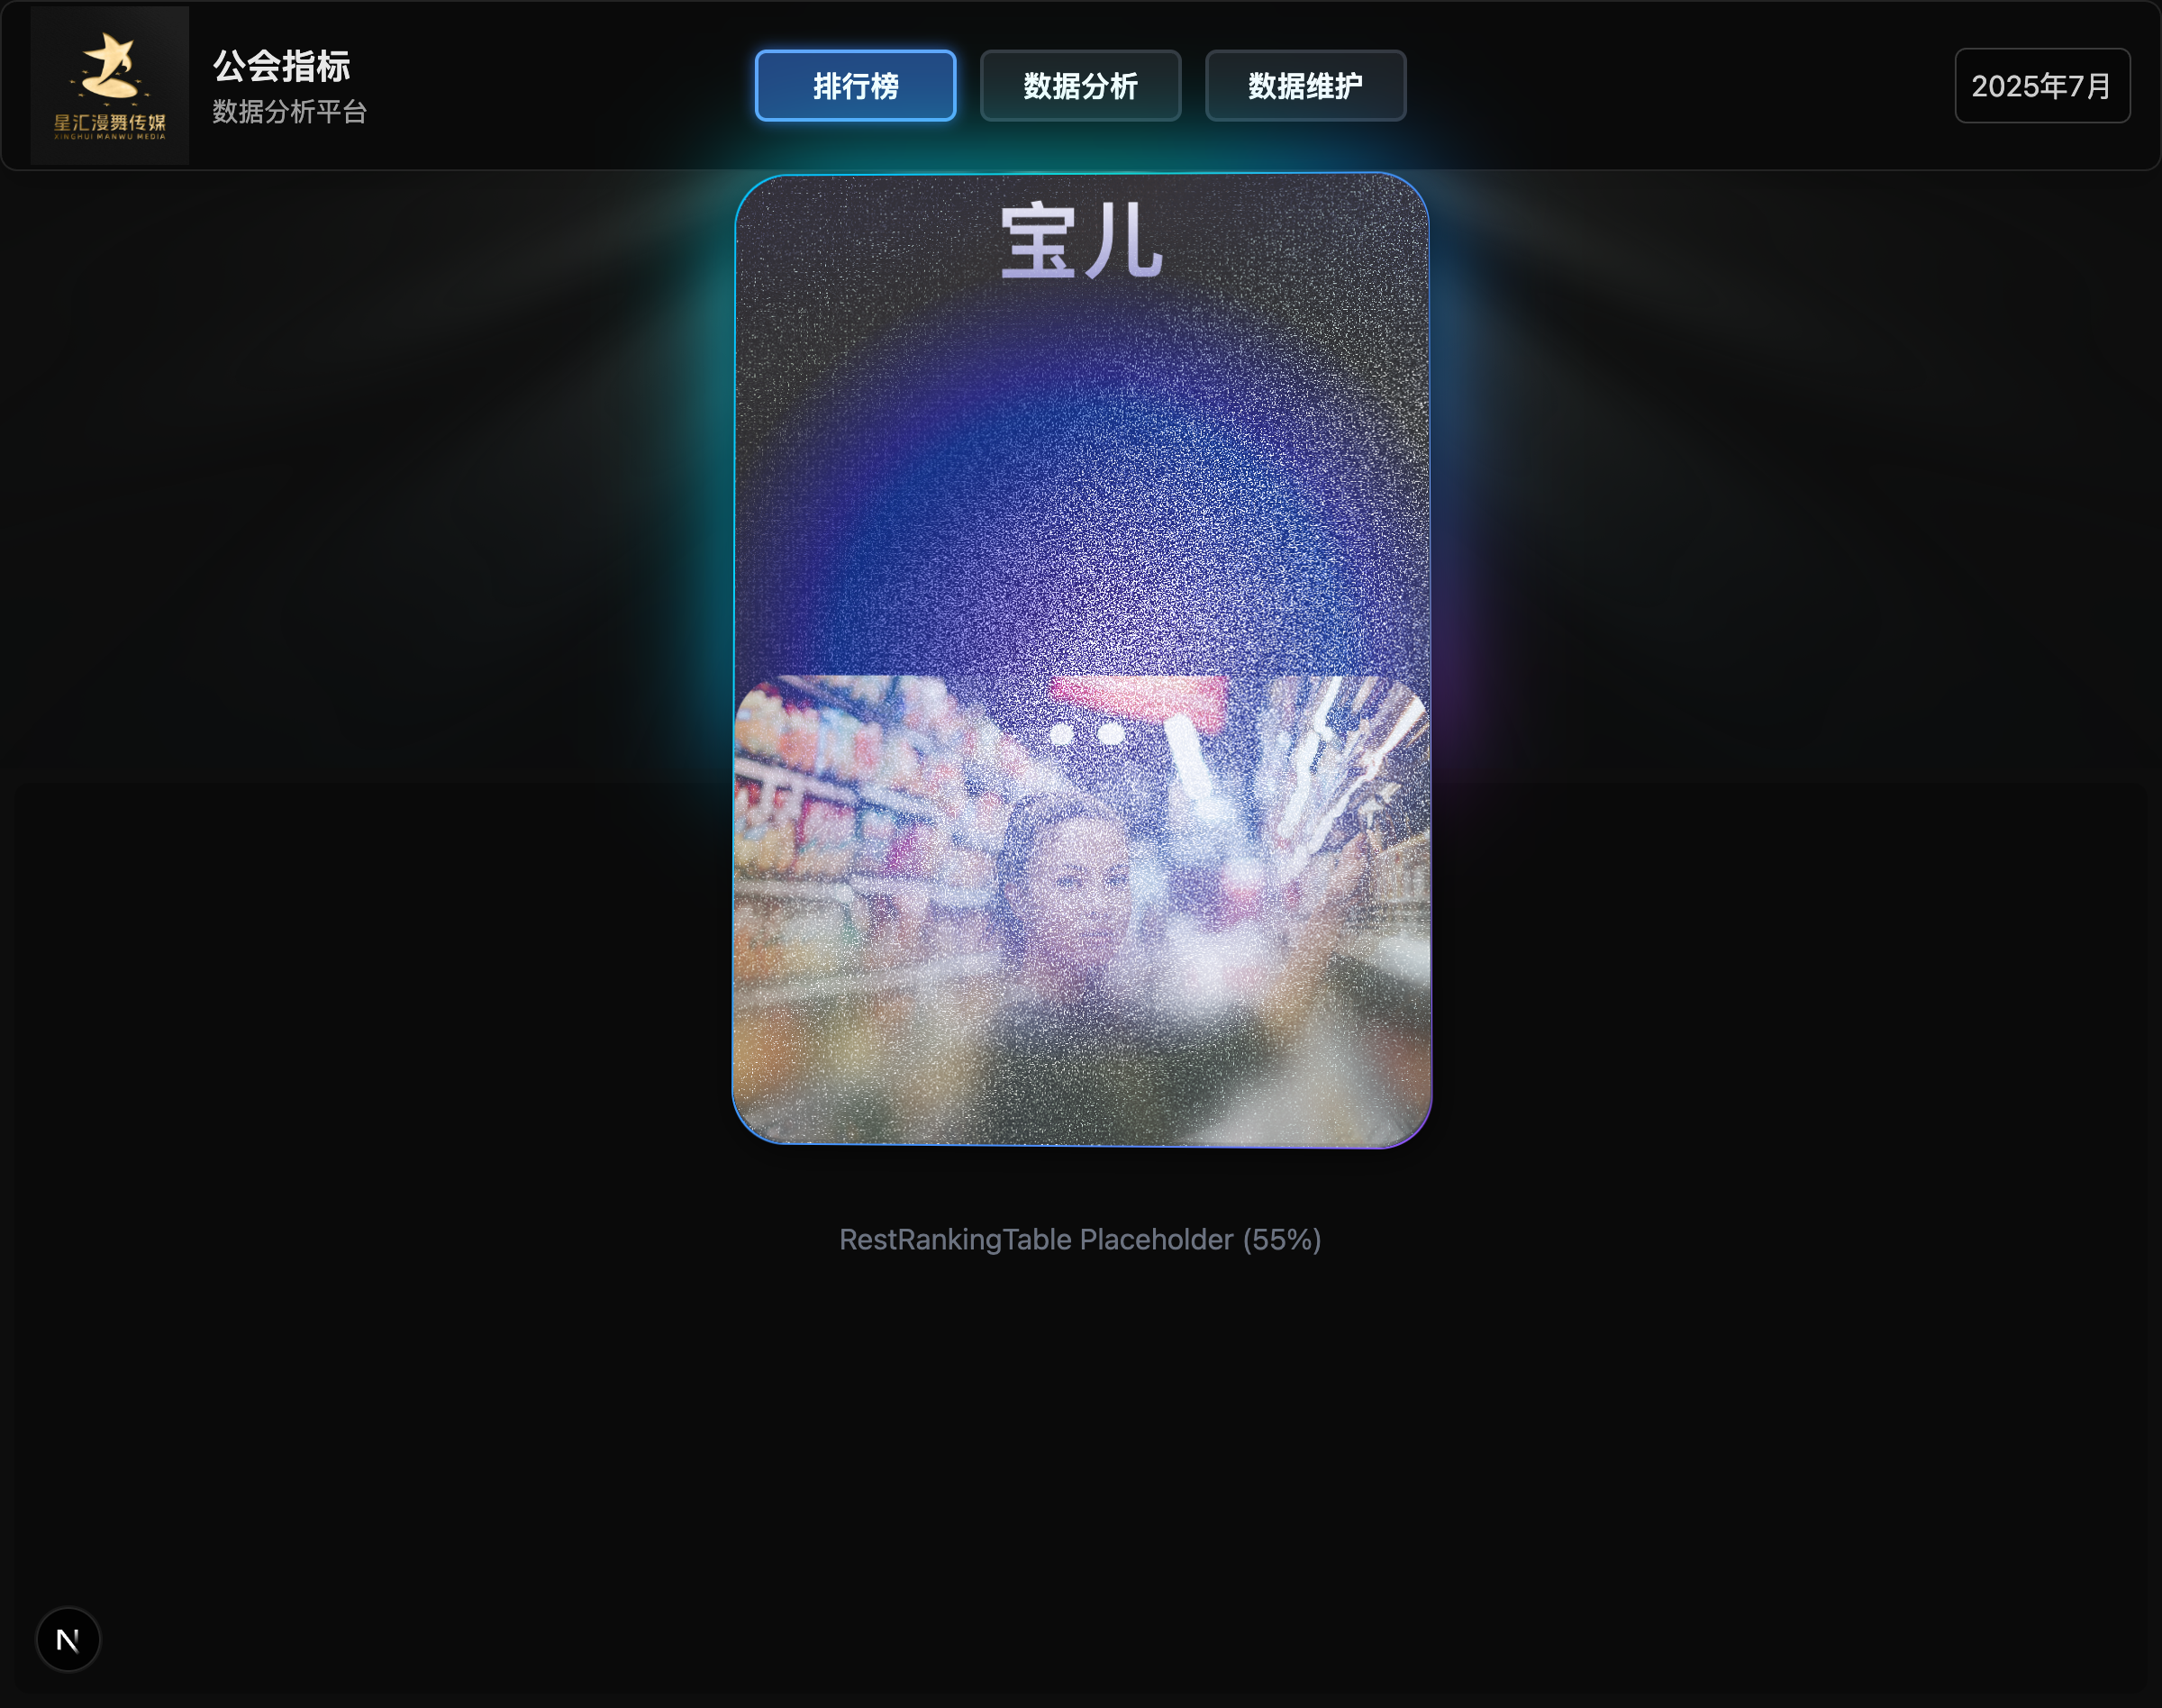 星汇漫舞传媒
XINGHUI MANWU MEDIA
公会指标
数据分析平台
排行榜
数据分析
数据维护
2025年7月
宝儿
RestRankingTable Placeholder (55%)
N